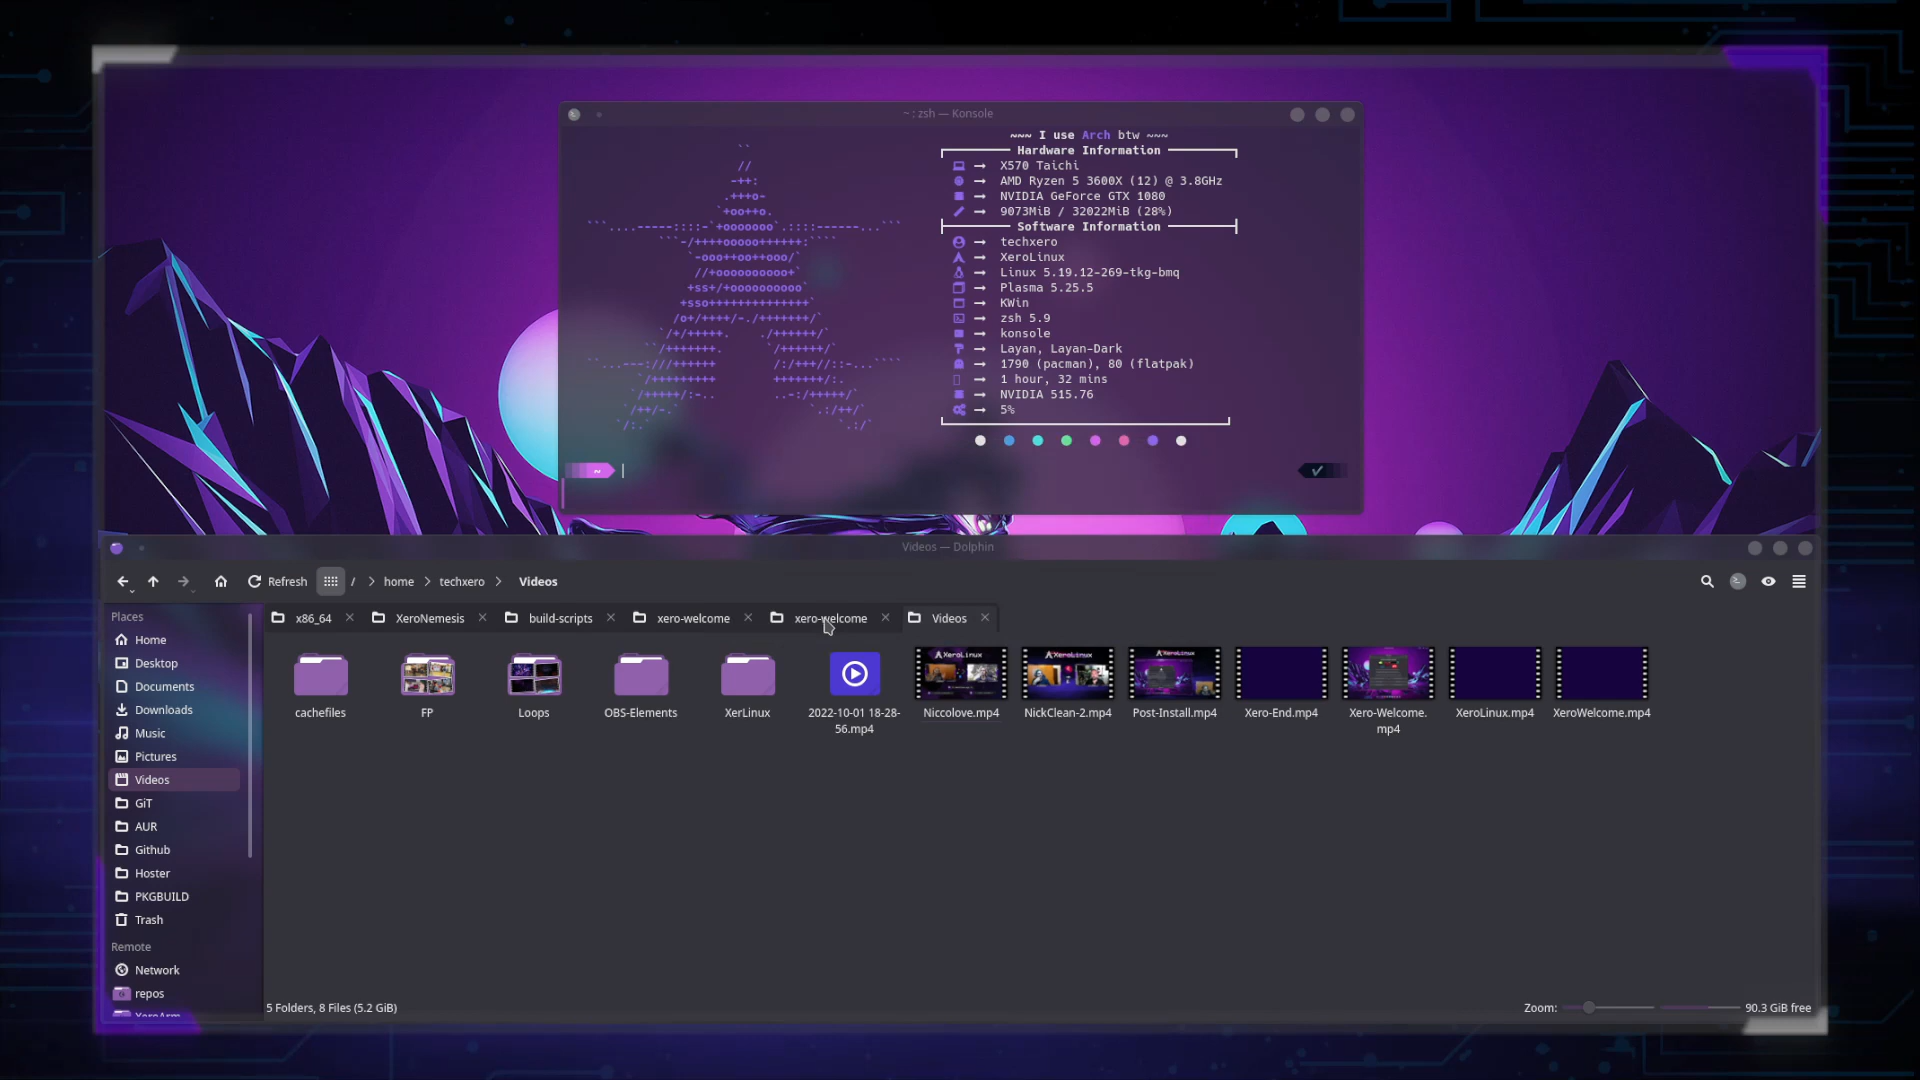 ~ : zsh — Konsole
~~~ I use Arch btw ~~~
Hardware Information
X570 Taichi
AMD Ryzen 5 3600X (12) @ 3.8GHz
NVIDIA GeForce GTX 1080
9073MiB / 32022MiB (28%)
Software Information
techxero
XeroLinux
Linux 5.19.12-269-tkg-bmq
Plasma 5.25.5
KWin
zsh 5.9
konsole
Layan, Layan-Dark
1790 (pacman), 80 (flatpak)
1 hour, 32 mins
NVIDIA 515.76
5%
~
Videos — Dolphin
Refresh / > home > techxero > Videos
Places
Home
Desktop
Documents
Downloads
Music
Pictures
Videos
GiT
AUR
Github
Hoster
PKGBUILD
Trash
Remote
Network
repos
XeroArm
x86_64 XeroNemesis build-scripts xero-welcome xero-welcome Videos
cachefiles FP Loops OBS-Elements XerLinux 2022-10-01 18-28-56.mp4 Niccolove.mp4 NickClean-2.mp4 Post-Install.mp4 Xero-End.mp4 Xero-Welcome.mp4 XeroLinux.mp4 XeroWelcome.mp4
5 Folders, 8 Files (5.2 GiB) Zoom: 90.3 GiB free